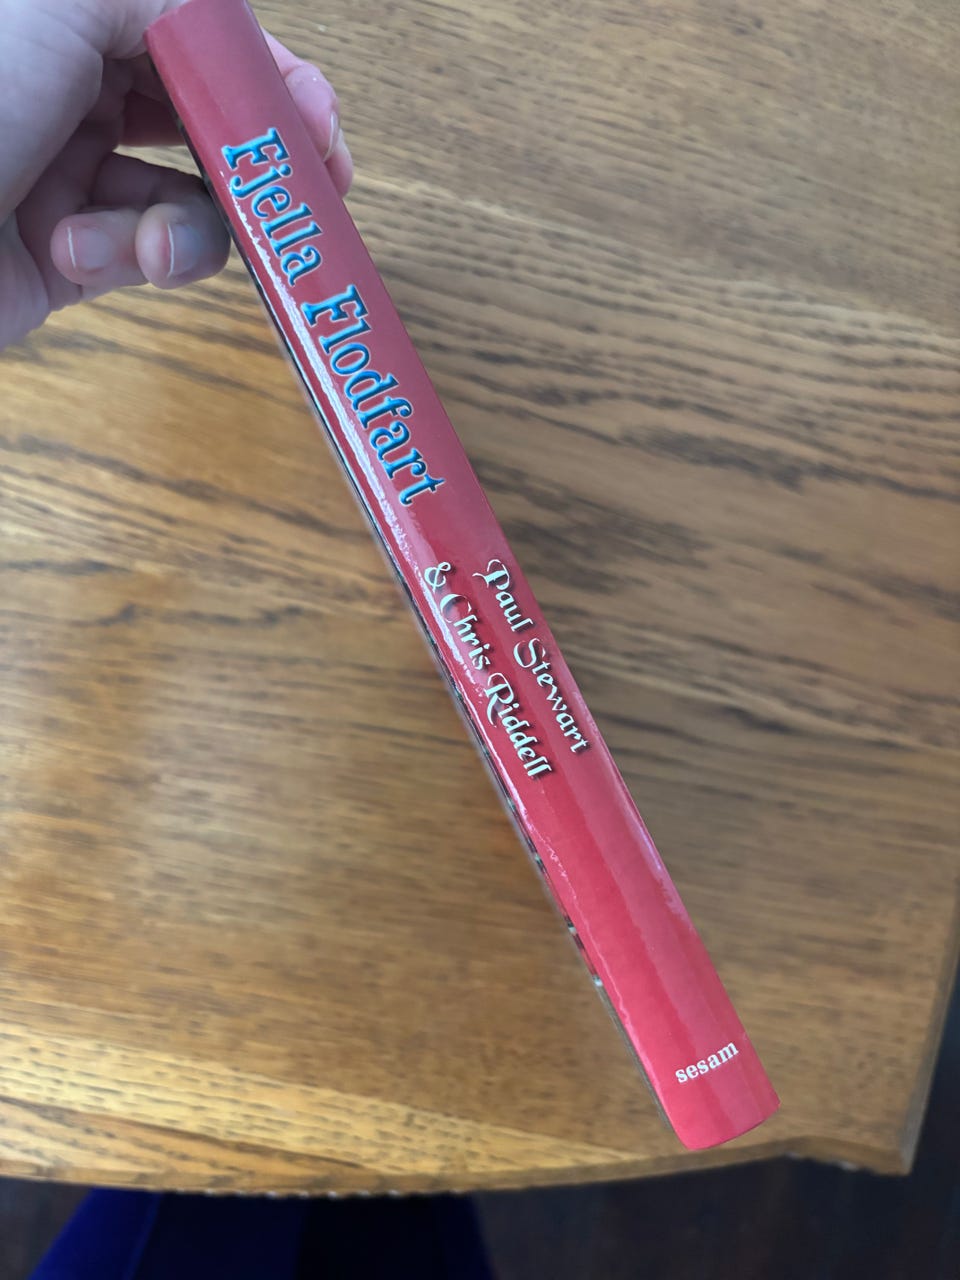 Fjella Flodfart
Paul Stewart
& Chris Riddell
sesam